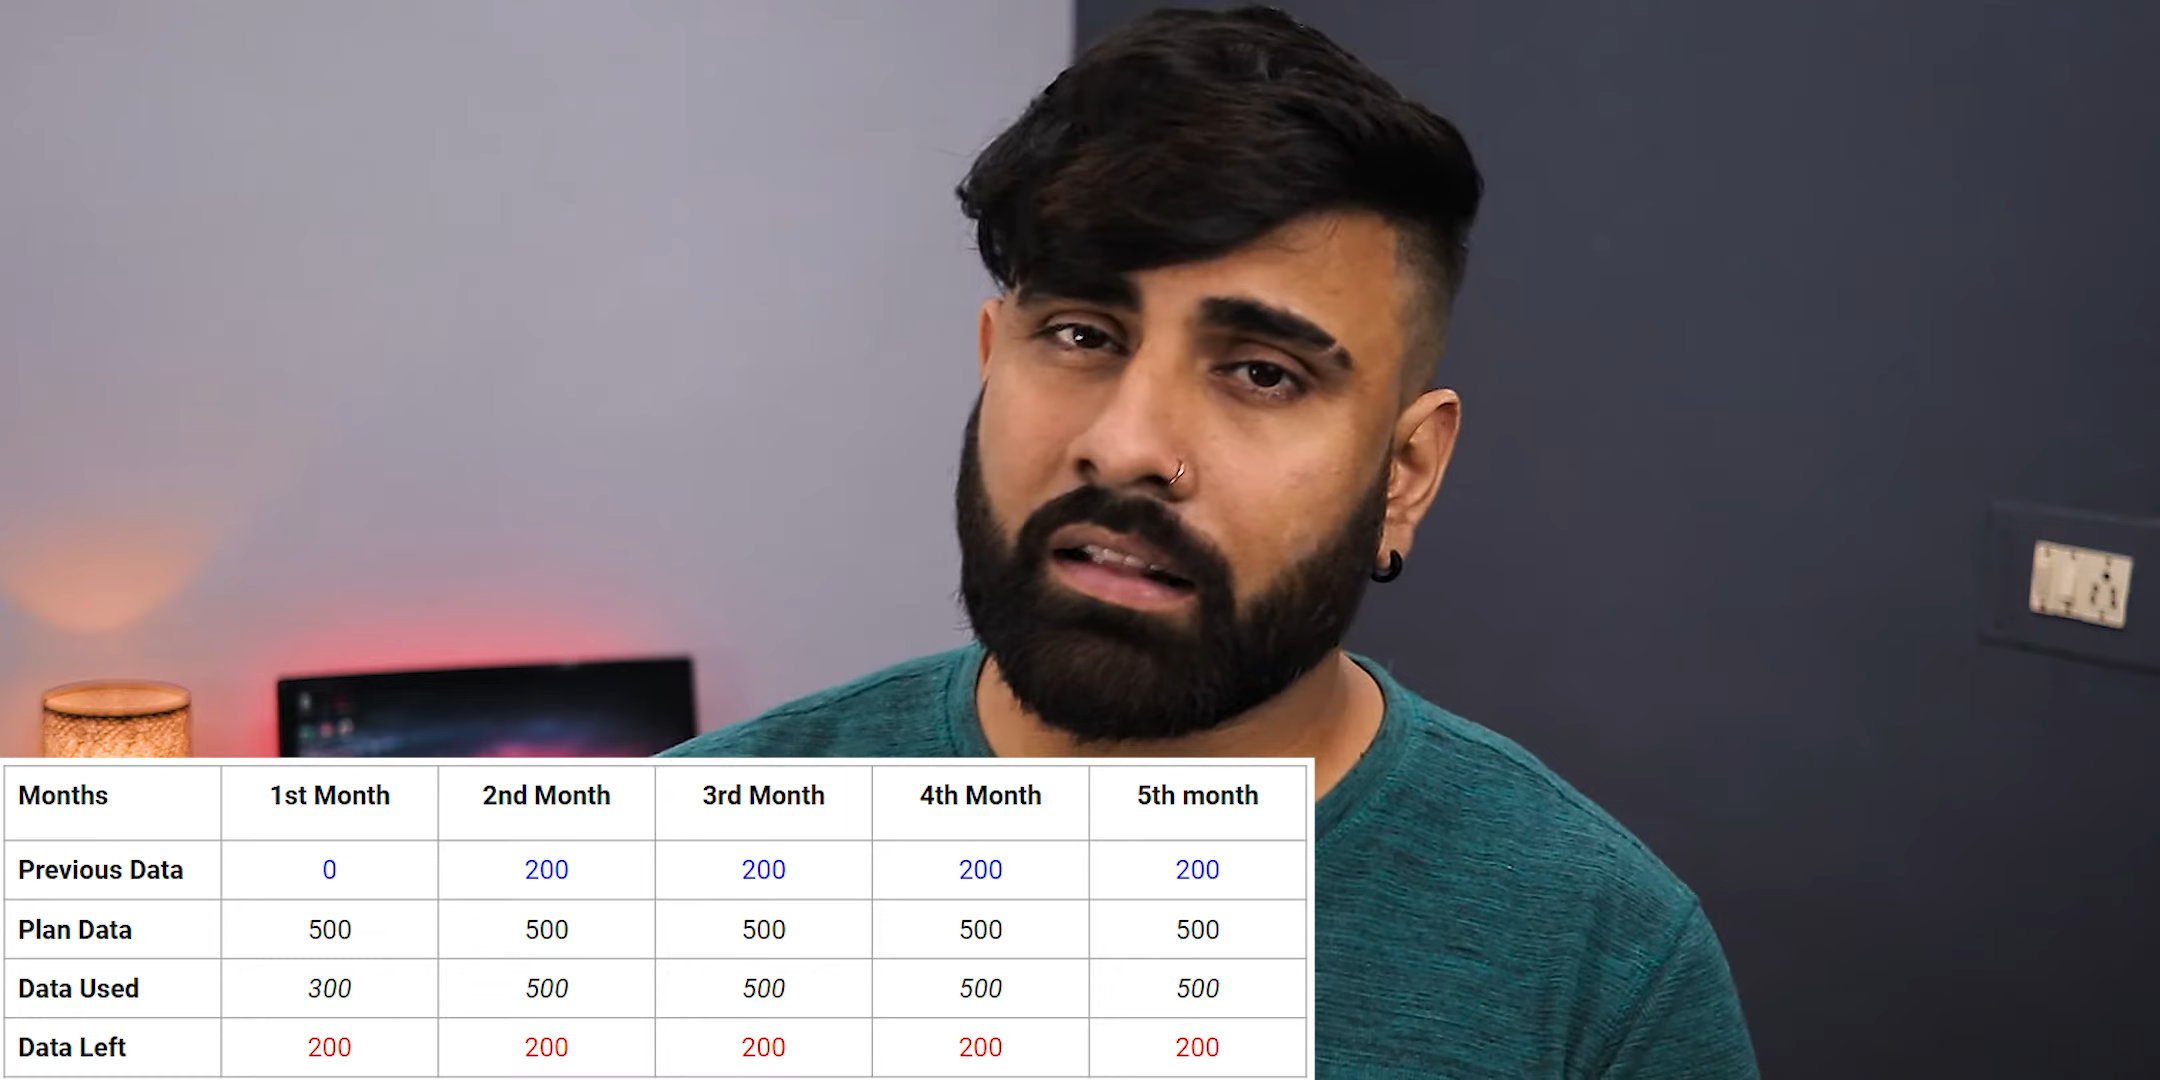 Months 1st Month 2nd Month 3rd Month 4th Month 5th month
Previous Data 0 200 200 200 200
Plan Data 500 500 500 500 500
Data Used 300 500 500 500 500
Data Left 200 200 200 200 200